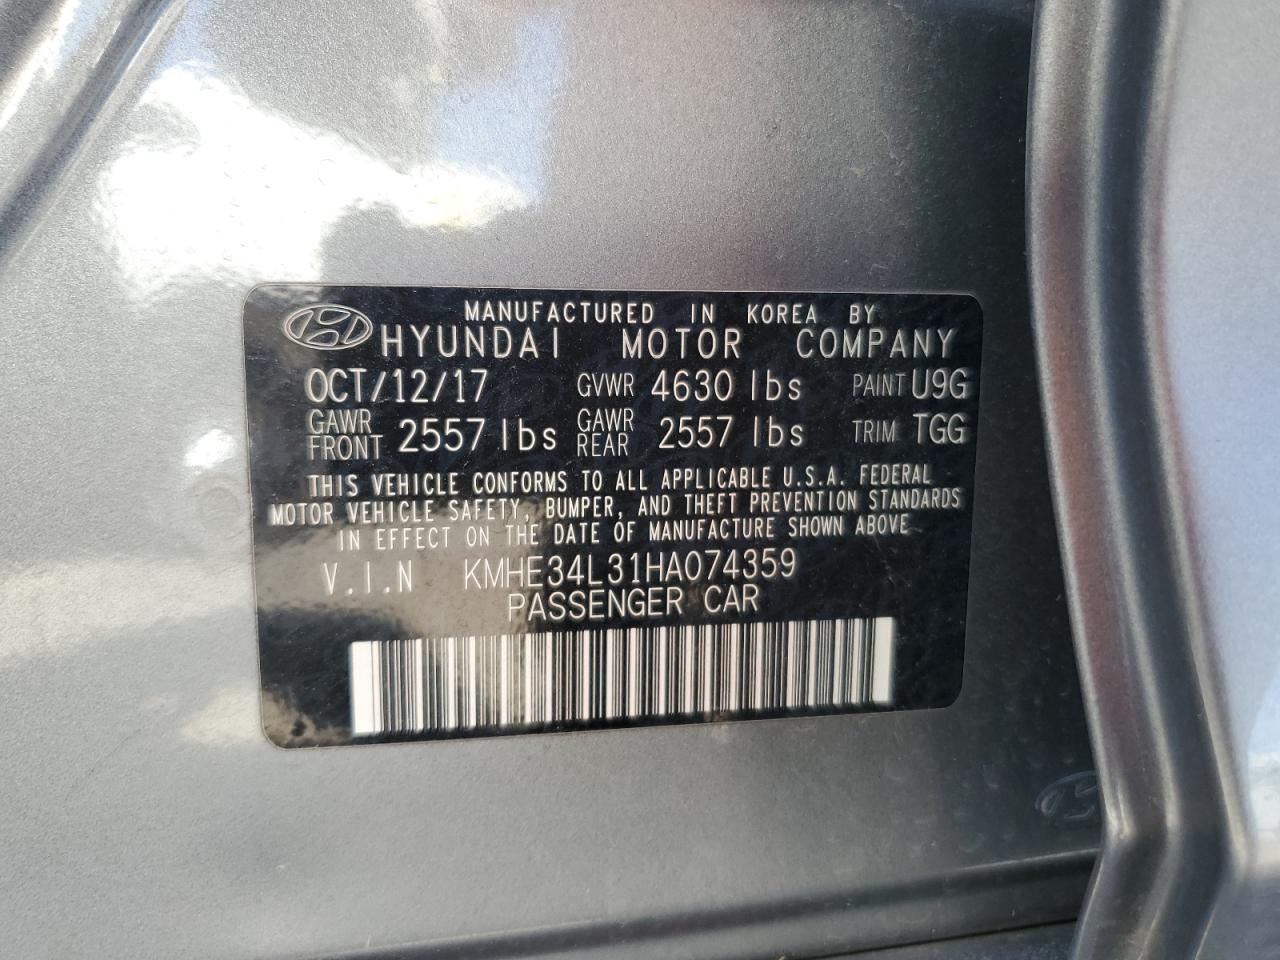 MANUFACTURED IN KOREA BY
HYUNDAI MOTOR COMPANY
OCT/12/17 GVWR 4630 lbs PAINT U9G
GAWR FRONT 2557 lbs GAWR REAR 2557 lbs TRIM TGG
THIS VEHICLE CONFORMS TO ALL APPLICABLE U.S.A. FEDERAL
MOTOR VEHICLE SAFETY, BUMPER, AND THEFT PREVENTION STANDARDS
IN EFFECT ON THE DATE OF MANUFACTURE SHOWN ABOVE
V.I.N KMHE34L31HA074359
PASSENGER CAR